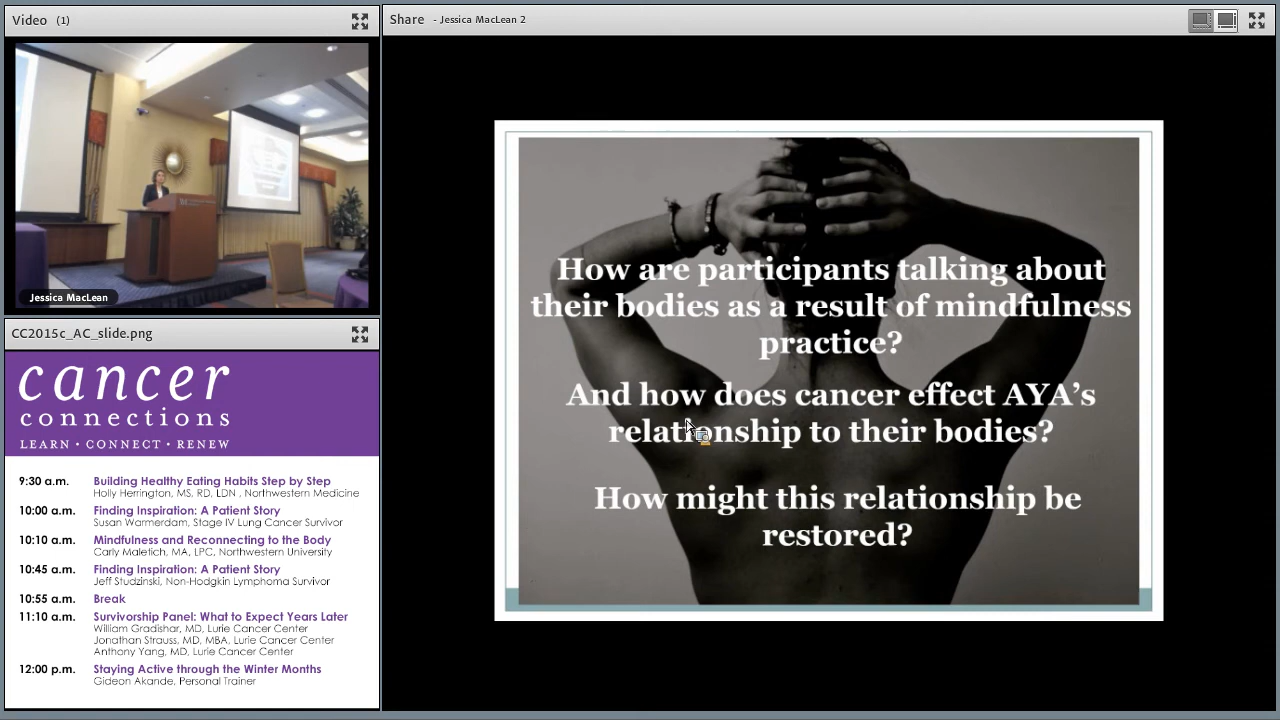 Video (1)
Jessica MacLean
Share - Jessica MacLean 2
How are participants talking about
their bodies as a result of mindfulness
practice?
And how does cancer effect AYA's
relationship to their bodies?
How might this relationship be
restored?
CC2015c_AC_slide.png
cancer
connections
LEARN • CONNECT • RENEW
9:30 a.m. Building Healthy Eating Habits Step by Step
Holly Herrington, MS, RD, LDN , Northwestern Medicine
10:00 a.m. Finding Inspiration: A Patient Story
Susan Warmerdam, Stage IV Lung Cancer Survivor
10:10 a.m. Mindfulness and Reconnecting to the Body
Carly Maletich, MA, LPC, Northwestern University
10:45 a.m. Finding Inspiration: A Patient Story
Jeff Studzinski, Non-Hodgkin Lymphoma Survivor
10:55 a.m. Break
11:10 a.m. Survivorship Panel: What to Expect Years Later
William Gradishar, MD, Lurie Cancer Center
Jonathan Strauss, MD, MBA, Lurie Cancer Center
Anthony Yang, MD, Lurie Cancer Center
12:00 p.m. Staying Active through the Winter Months
Gideon Akande, Personal Trainer